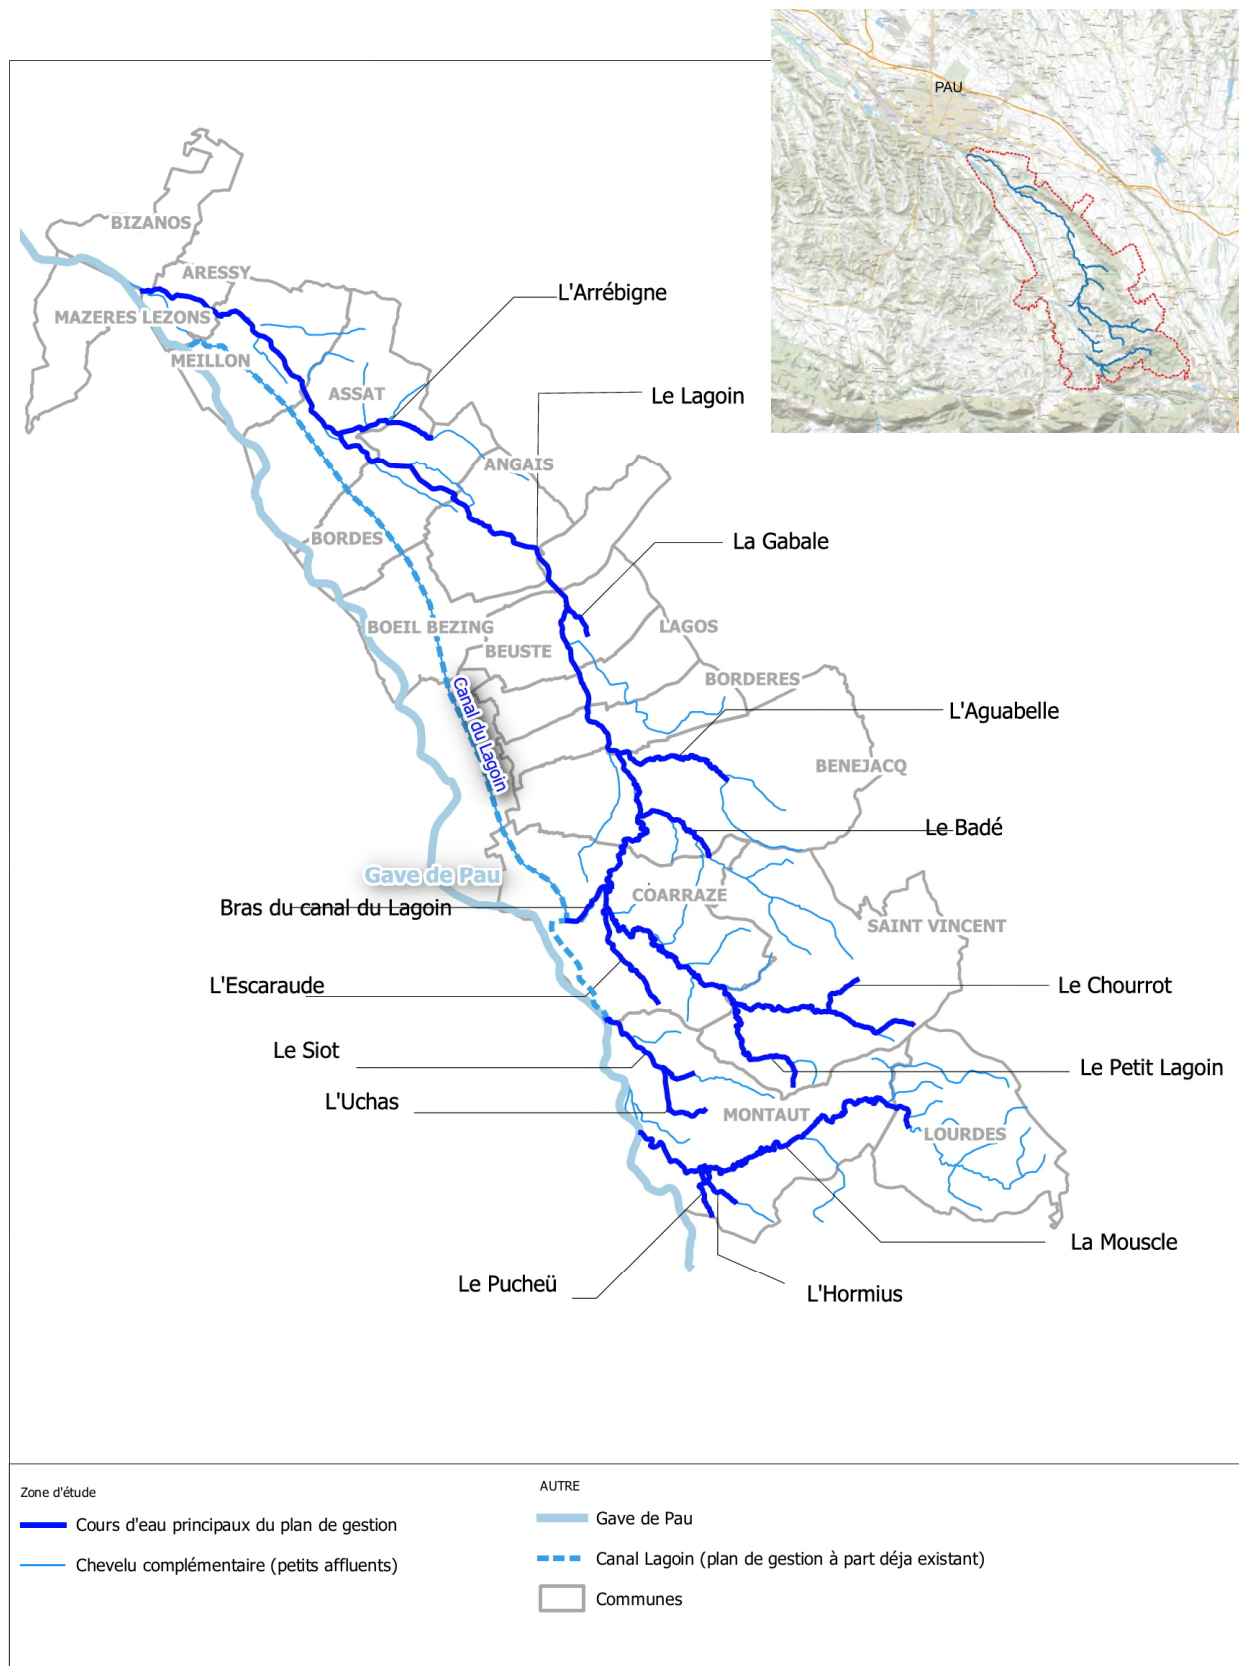 PAU
BIZANOS
ARESSY
L'Arrébigne
MAZERES LEZONS
MEILLON
ASSAT
Le Lagoin
ANGAIS
BORDES
La Gabale
BOEIL BEZING
LAGOS
BEUSTE
BORDERES
Canal du Lagoin
L'Aguabelle
BENEJACQ
Le Badé
Gave de Pau
COARRAZE
Bras du canal du Lagoin
SAINT VINCENT
L'Escaraude
Le Chourrot
Le Siot
Le Petit Lagoin
L'Uchas
MONTAUT
LOURDES
La Mouscle
Le Pucheü
L'Hormius
Zone d'étude
Cours d'eau principaux du plan de gestion
Chevelu complémentaire (petits affluents)
AUTRE
Gave de Pau
Canal Lagoin (plan de gestion à part déja existant)
Communes